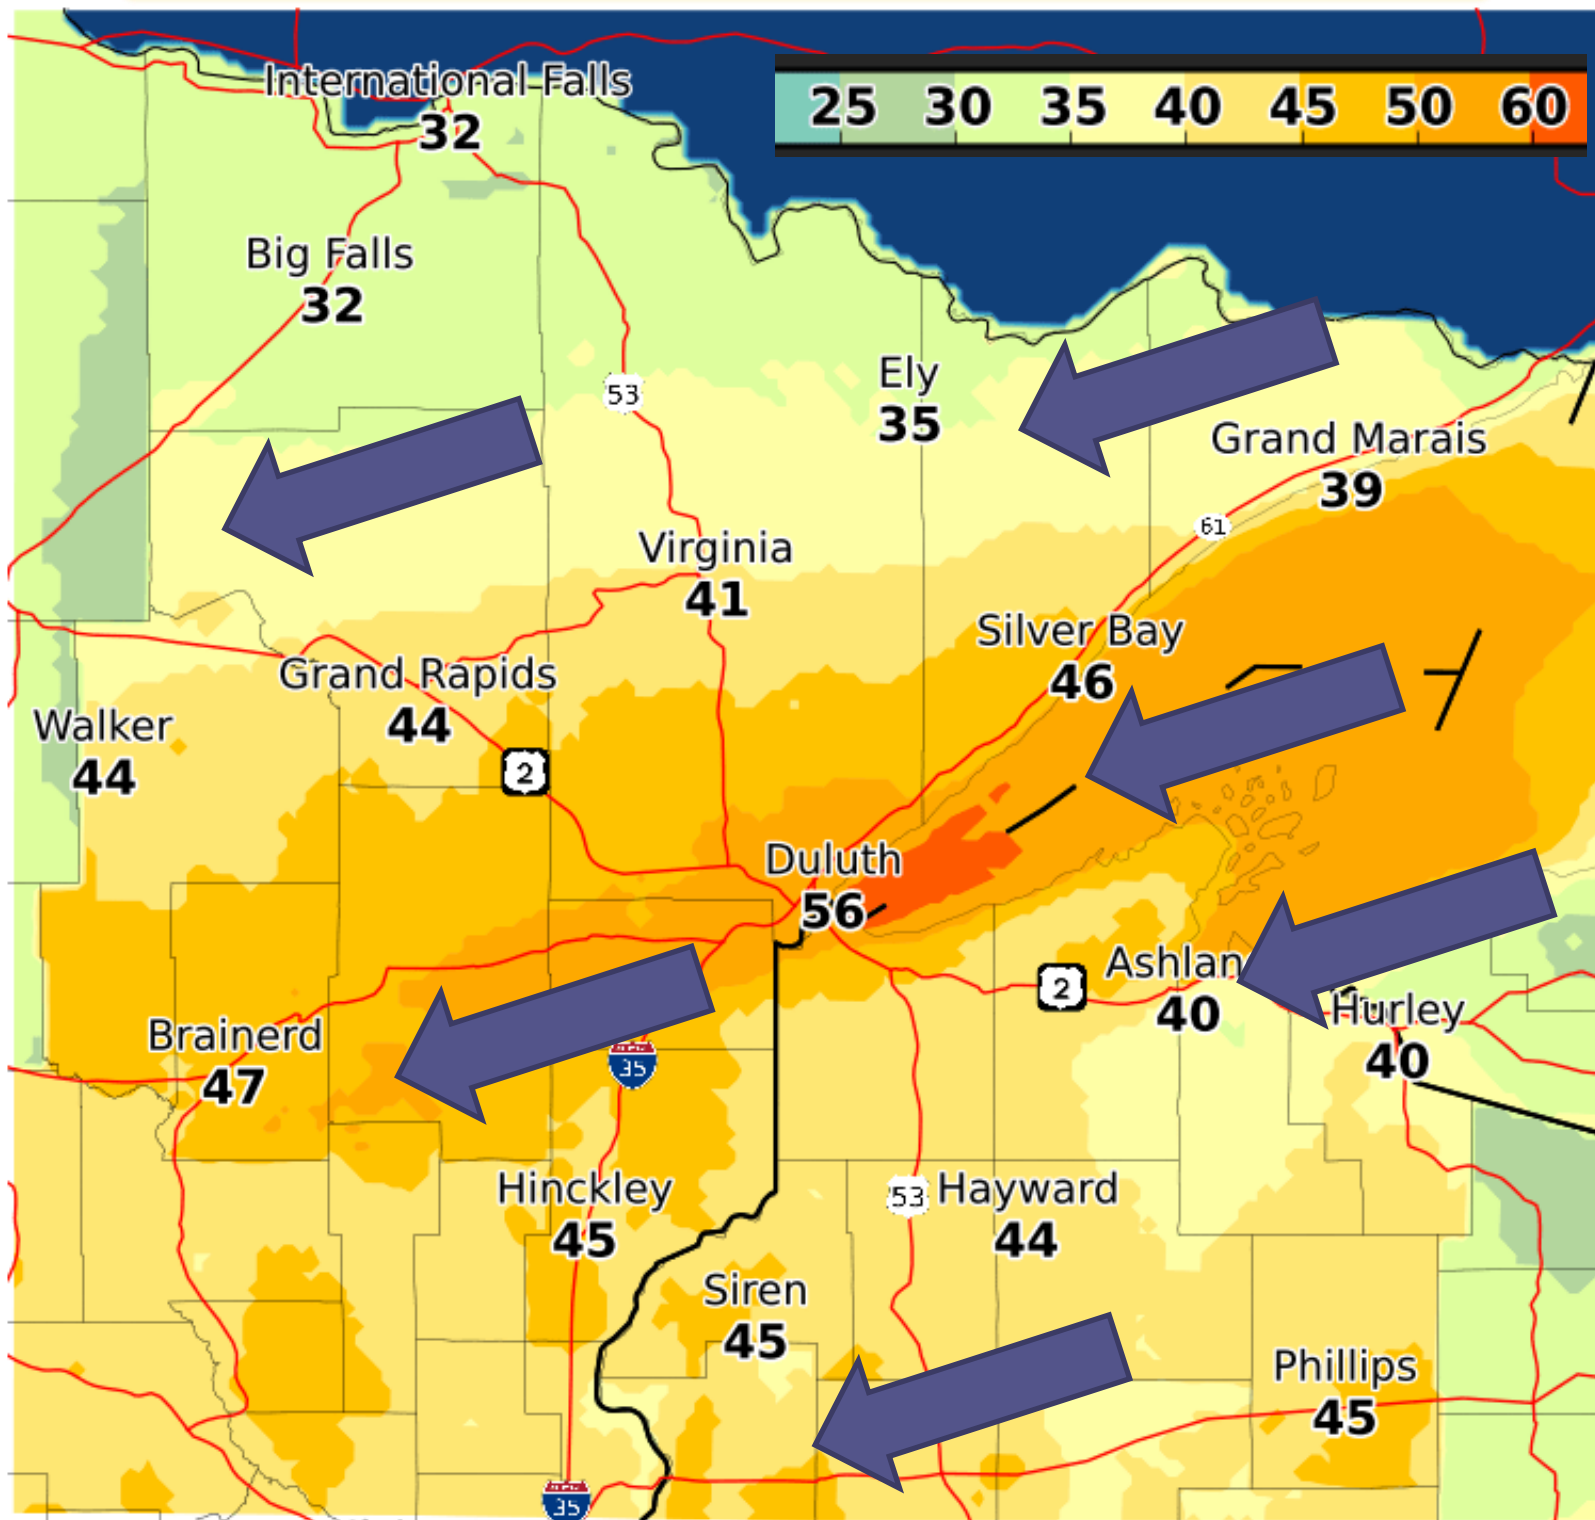 International Falls
32
25 30 35 40 45 50 60
Big Falls
32
53
Ely
35
Grand Marais
39
61
Virginia
41
Silver Bay
46
Grand Rapids
44
Walker
44
2
Duluth
56
Ashlan
40
2
Hurley
40
Brainerd
47
35
Hinckley
45
53
Hayward
44
Siren
45
Phillips
45
35